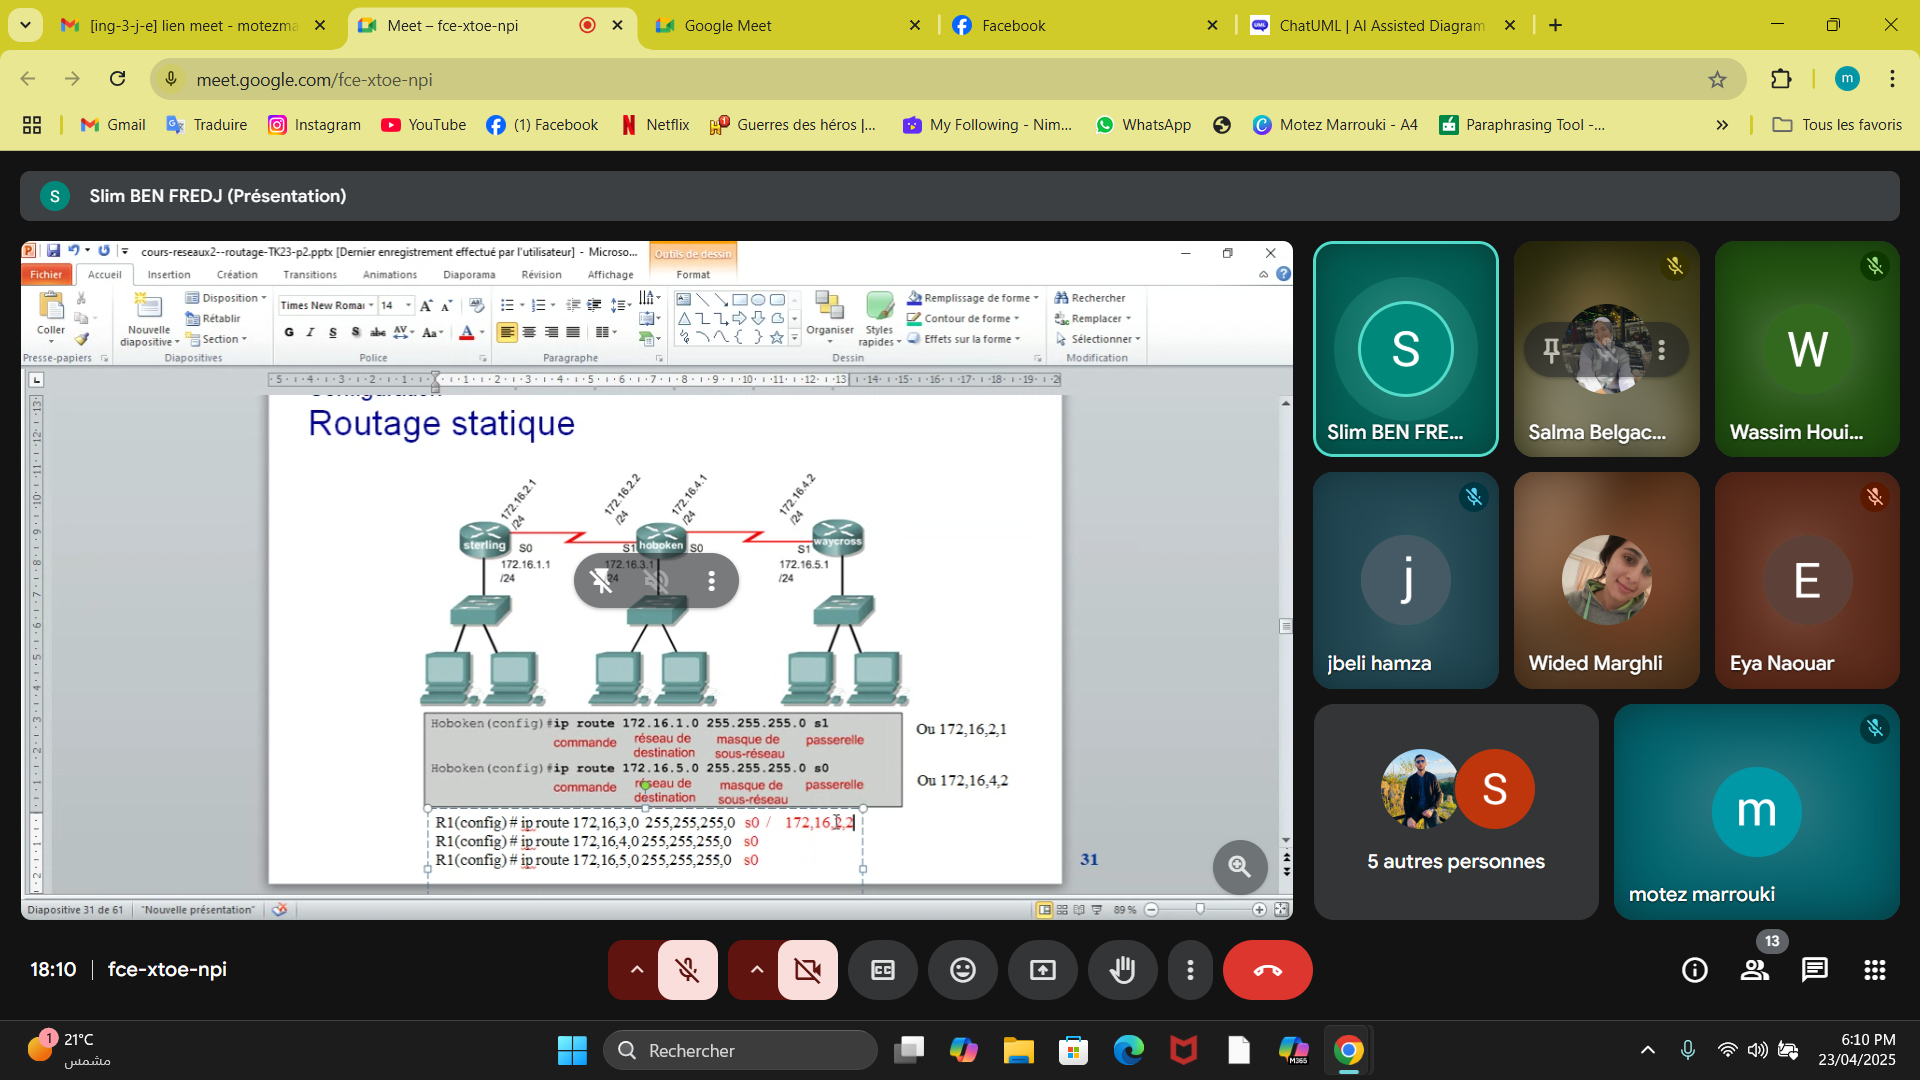 [ing-3-j-e] lien meet - motezma
Meet – fce-xtoe-npi
Google Meet
Facebook
ChatUML | AI Assisted Diagram
meet.google.com/fce-xtoe-npi
m
Gmail
Traduire
Instagram
YouTube
(1) Facebook
Netflix
Guerres des héros |...
My Following - Nim...
WhatsApp
Motez Marrouki - A4
Paraphrasing Tool -...
Tous les favoris
S
Slim BEN FREDJ (Présentation)
cours-reseaux2--routage-TK23-p2.pptx [Dernier enregistrement effectué par l'utilisateur] - Microso...
Outils de dessin
Fichier
Accueil
Insertion
Création
Transitions
Animations
Diaporama
Révision
Affichage
Format
Coller
Nouvelle diapositive
Disposition
Rétablir
Section
Times New Roman
14
G I S S abc AV Aa A
Organiser
Styles rapides
Remplissage de forme
Contour de forme
Effets sur la forme
Rechercher
Remplacer
Sélectionner
Presse-papiers
Diapositives
Police
Paragraphe
Dessin
Modification
Configuration
Routage statique
172.16.2.1 /24
172.16.2.2 /24
172.16.4.1 /24
172.16.4.2 /24
sterling
S0
S1
hoboken
S0
S1
waycross
172.16.1.1 /24
172.16.3.1 /24
172.16.5.1 /24
Hoboken(config)#ip route 172.16.1.0 255.255.255.0 s1
commande
réseau de destination
masque de sous-réseau
passerelle
Ou 172,16,2,1
Hoboken(config)#ip route 172.16.5.0 255.255.255.0 s0
commande
réseau de destination
masque de sous-réseau
passerelle
Ou 172,16,4,2
R1(config) # ip route 172,16,3,0 255,255,255,0 s0 / 172,16,2,2
R1(config) # ip route 172,16,4,0 255,255,255,0 s0
R1(config) # ip route 172,16,5,0 255,255,255,0 s0
31
Diapositive 31 de 61
"Nouvelle présentation"
89 %
S
Slim BEN FRE...
Salma Belgac...
W
Wassim Houi...
j
jbeli hamza
Wided Marghli
E
Eya Naouar
S
5 autres personnes
m
motez marrouki
18:10
fce-xtoe-npi
13
1
21°C
مشمس
Rechercher
M365
6:10 PM
23/04/2025